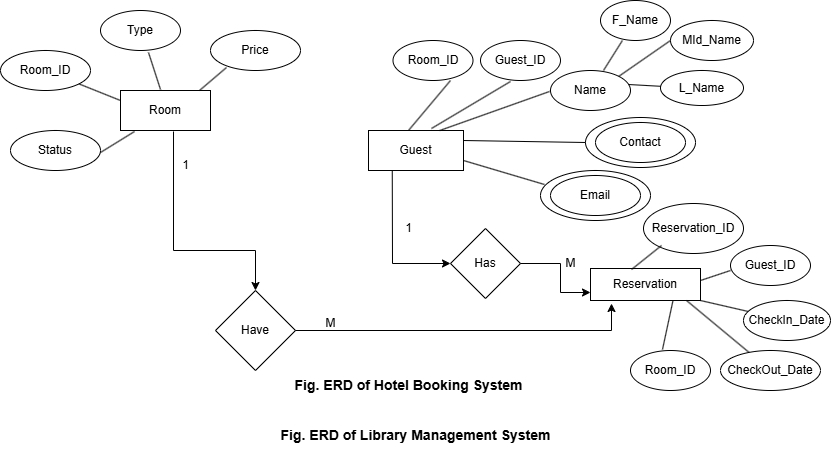 F_Name
Type
MId_Name
Price
Room_ID
Guest_ID
Room_ID
L_Name
Name
Room
Contact
Guest
Status
1
Email
1
Reservation_ID
Has
M
Guest_ID
Reservation
CheckIn_Date
M
Have
Room_ID
CheckOut_Date
Fig. ERD of Hotel Booking System
Fig. ERD of Library Management System